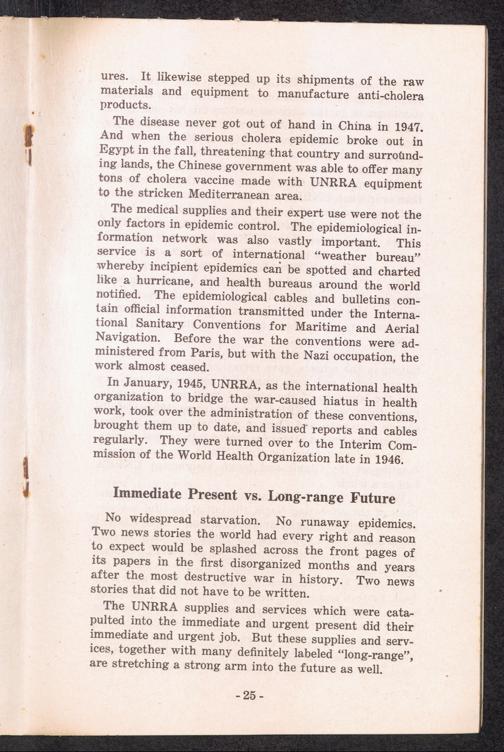 ures. It likewise stepped up its shipments of the raw
materials and equipment to manufacture anti-cholera
products.
The disease never got out of hand in China in 1947.
And when the serious cholera epidemic broke out in
Egypt in the fall, threatening that country and surround-
ing lands, the Chinese government was able to offer many
tons of cholera vaccine made with UNRRA equipment
to the stricken Mediterranean area.
The medical supplies and their expert use were not the
only factors in epidemic control. The epidemiological in-
formation network was also vastly important. This
service is a sort of international “weather bureau”
whereby incipient epidemics can be spotted and charted
like a hurricane, and health bureaus around the world
notified. The epidemiological cables and bulletins con-
tain official information transmitted under the Interna-
tional Sanitary Conventions for Maritime and Aerial
Navigation. Before the war the conventions were ad-
ministered from Paris, but with the Nazi occupation, the
work almost ceased.
In January, 1945, UNRRA, as the international health
organization to bridge the war-caused hiatus in health
work, took over the administration of these conventions,
brought them up to date, and issued reports and cables
regularly. They were turned over to the Interim Com-
mission of the World Health Organization late in 1946.
Immediate Present vs. Long-range Future
No widespread starvation. No runaway epidemics.
Two news stories the world had every right and reason
to expect would be splashed across the front pages of
its papers in the first disorganized months and years
after the most destructive war in history. Two news
stories that did not have to be written.
The UNRRA supplies and services which were cata-
pulted into the immediate and urgent present did their
immediate and urgent job. But these supplies and serv-
ices, together with many definitely labeled “long-range”,
are stretching a strong arm into the future as well.
- 25 -